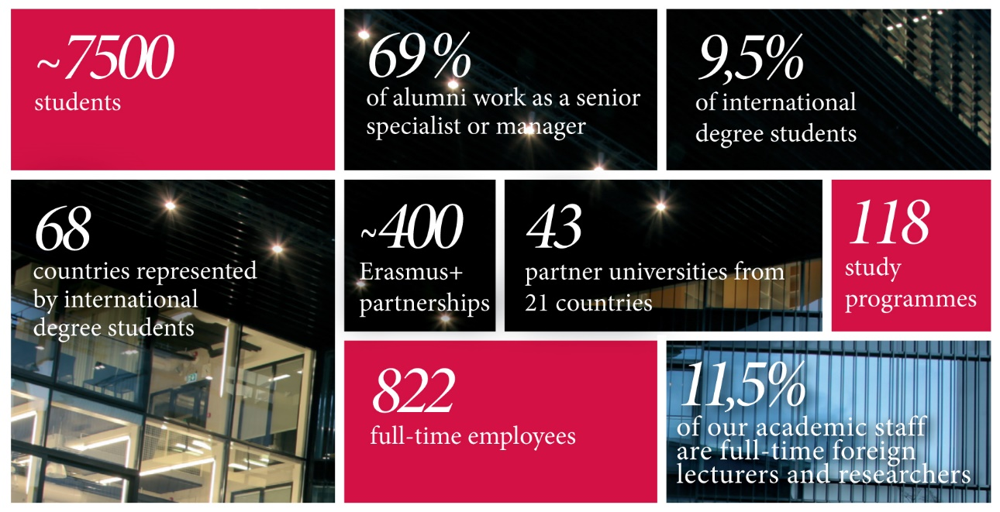 ~7500
students
69%
of alumni work as a senior
specialist or manager
9,5%
of international
degree students
68
countries represented
by international
degree students
~400
Erasmus+
partnerships
43
partner universities from
21 countries
118
study
programmes
822
full-time employees
11,5%
of our academic staff
are full-time foreign
lecturers and researchers